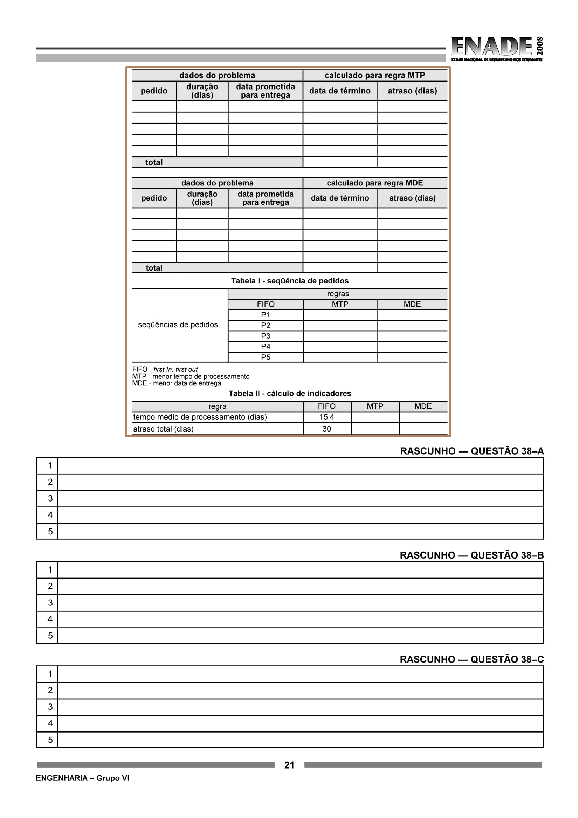 ENADE 2008
EXAME NACIONAL DE DESEMPENHO DOS ESTUDANTES
dados do problema calculado para regra MTP
pedido duração (dias) data prometida para entrega data de término atraso (dias)
total
dados do problema calculado para regra MDE
pedido duração (dias) data prometida para entrega data de término atraso (dias)
total
Tabela I - seqüência de pedidos
regras
FIFO MTP MDE
seqüências de pedidos
P1
P2
P3
P4
P5
FIFO - first in, first out
MTP - menor tempo de processamento
MDE - menor data de entrega
Tabela II - cálculo de indicadores
regra FIFO MTP MDE
tempo médio de processamento (dias) 15,4
atraso total (dias) 30
RASCUNHO — QUESTÃO 38–A
1
2
3
4
5
RASCUNHO — QUESTÃO 38–B
1
2
3
4
5
RASCUNHO — QUESTÃO 38–C
1
2
3
4
5
21
ENGENHARIA – Grupo VI